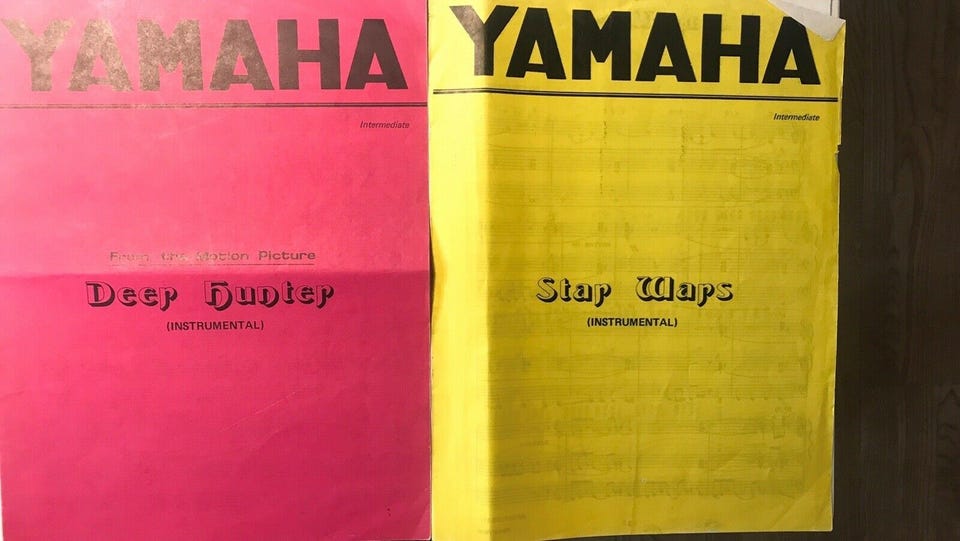 YAMAHA
Intermediate
From the Motion Picture
Deer Hunter
(INSTRUMENTAL)
YAMAHA
Intermediate
Star Wars
(INSTRUMENTAL)